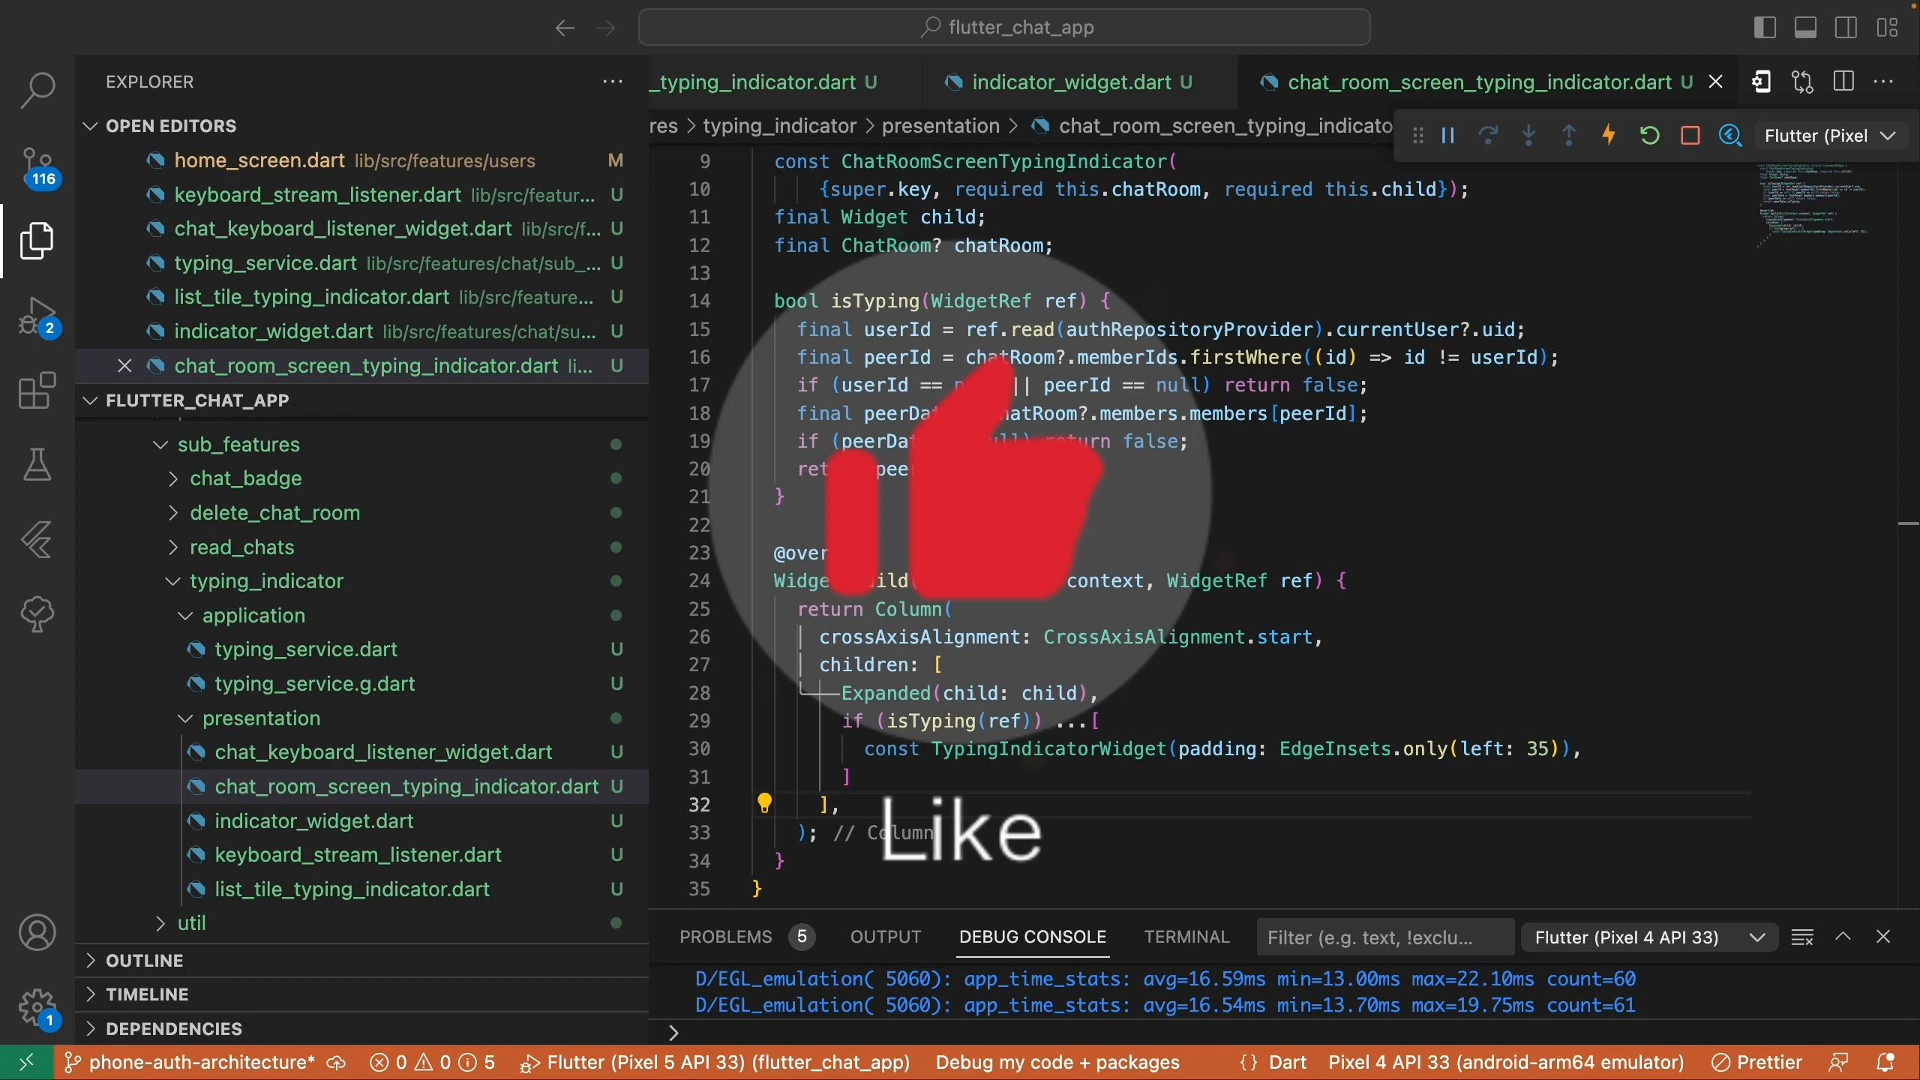 flutter_chat_app
EXPLORER
OPEN EDITORS
home_screen.dart lib/src/features/users M
keyboard_stream_listener.dart lib/src/featur... U
chat_keyboard_listener_widget.dart lib/src/f... U
typing_service.dart lib/src/features/chat/sub_... U
list_tile_typing_indicator.dart lib/src/feature... U
indicator_widget.dart lib/src/features/chat/su... U
chat_room_screen_typing_indicator.dart li... U
FLUTTER_CHAT_APP
sub_features
chat_badge
delete_chat_room
read_chats
typing_indicator
application
typing_service.dart U
typing_service.g.dart U
presentation
chat_keyboard_listener_widget.dart U
chat_room_screen_typing_indicator.dart U
indicator_widget.dart U
keyboard_stream_listener.dart U
list_tile_typing_indicator.dart U
util
OUTLINE
TIMELINE
DEPENDENCIES
116
2
1
_typing_indicator.dart U
indicator_widget.dart U
chat_room_screen_typing_indicator.dart U
res > typing_indicator > presentation > chat_room_screen_typing_indicato
Flutter (Pixel
9 const ChatRoomScreenTypingIndicator(
10 {super.key, required this.chatRoom, required this.child});
11 final Widget child;
12 final ChatRoom? chatRoom;
13
14 bool isTyping(WidgetRef ref) {
15 final userId = ref.read(authRepositoryProvider).currentUser?.uid;
16 final peerId = chatRoom?.memberIds.firstWhere((id) => id != userId);
17 if (userId == n || peerId == null) return false;
18 final peerDat hatRoom?.members.members[peerId];
19 if (peerDat ull) return false;
20 ret peer
21 }
22
23 @over
24 Widge uild( context, WidgetRef ref) {
25 return Column(
26 crossAxisAlignment: CrossAxisAlignment.start,
27 children: [
28 Expanded(child: child),
29 if (isTyping(ref)) ...[
30 const TypingIndicatorWidget(padding: EdgeInsets.only(left: 35)),
31 ]
32 ],
33 ); // Column
34 }
35 }
Like
PROBLEMS 5 OUTPUT DEBUG CONSOLE TERMINAL Filter (e.g. text, !exclu... Flutter (Pixel 4 API 33)
D/EGL_emulation( 5060): app_time_stats: avg=16.59ms min=13.00ms max=22.10ms count=60
D/EGL_emulation( 5060): app_time_stats: avg=16.54ms min=13.70ms max=19.75ms count=61
phone-auth-architecture* 0 0 5 Flutter (Pixel 5 API 33) (flutter_chat_app) Debug my code + packages {} Dart Pixel 4 API 33 (android-arm64 emulator) Prettier